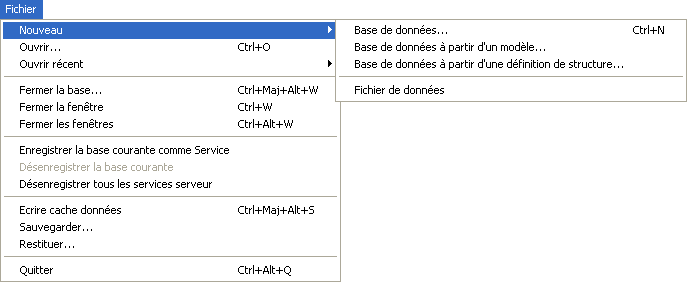 Fichier
Nouveau
Ouvrir... Ctrl+O
Ouvrir récent
Fermer la base... Ctrl+Maj+Alt+W
Fermer la fenêtre Ctrl+W
Fermer les fenêtres Ctrl+Alt+W
Enregistrer la base courante comme Service
Désenregistrer la base courante
Désenregistrer tous les services serveur
Ecrire cache données Ctrl+Maj+Alt+S
Sauvegarder...
Restituer...
Quitter Ctrl+Alt+Q
Base de données... Ctrl+N
Base de données à partir d'un modèle...
Base de données à partir d'une définition de structure...
Fichier de données